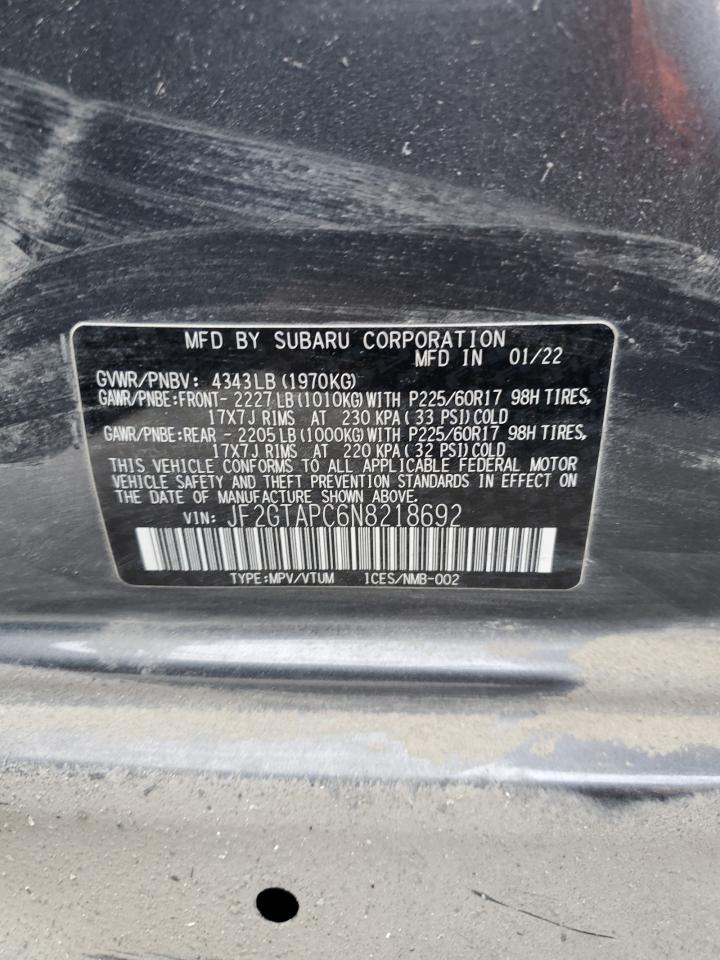 MFD BY SUBARU CORPORATION
MFD IN 01/22
GVWR/PNBV: 4343LB (1970KG)
GAWR/PNBE:FRONT- 2227LB (1010KG) WITH P225/60R17 98H TIRES,
17X7J RIMS AT 230 KPA (33 PSI) COLD
GAWR/PNBE:REAR - 2205LB (1000KG) WITH P225/60R17 98H TIRES,
17X7J RIMS AT 220 KPA (32 PSI) COLD
THIS VEHICLE CONFORMS TO ALL APPLICABLE FEDERAL MOTOR
VEHICLE SAFETY AND THEFT PREVENTION STANDARDS IN EFFECT ON
THE DATE OF MANUFACTURE SHOWN ABOVE.
VIN: JF2GTAPC6N8218692
TYPE:MPV/VTUM ICES/NMB-002